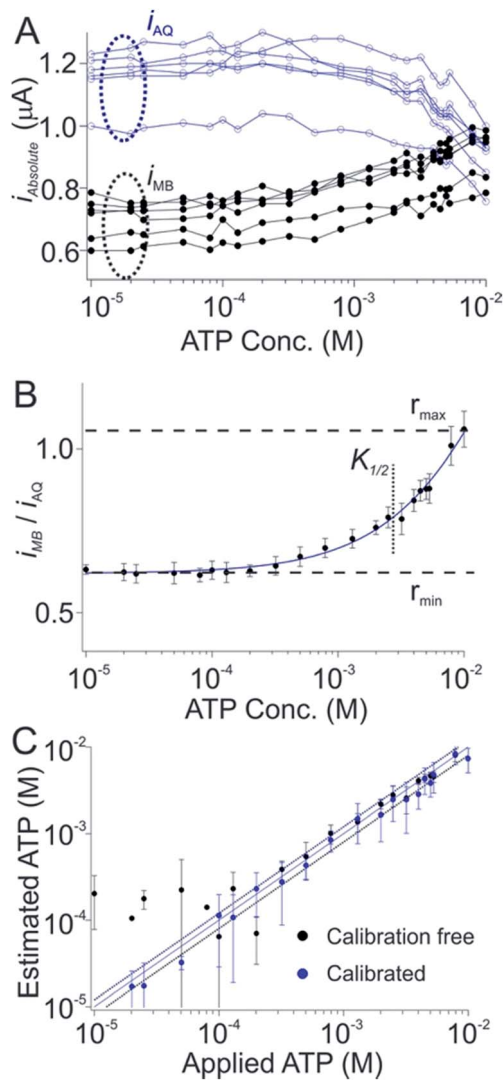 A
i_AQ
i_MB
i_Absolute (µA)
1.2
1.0
0.8
0.6
10⁻⁵
10⁻⁴
10⁻³
10⁻²
ATP Conc. (M)
B
r_max
K_1/2
i_MB / i_AQ
1.0
0.5
r_min
10⁻⁵
10⁻⁴
10⁻³
10⁻²
ATP Conc. (M)
C
Estimated ATP (M)
10⁻²
10⁻³
10⁻⁴
10⁻⁵
Calibration free
Calibrated
10⁻⁵
10⁻⁴
10⁻³
10⁻²
Applied ATP (M)